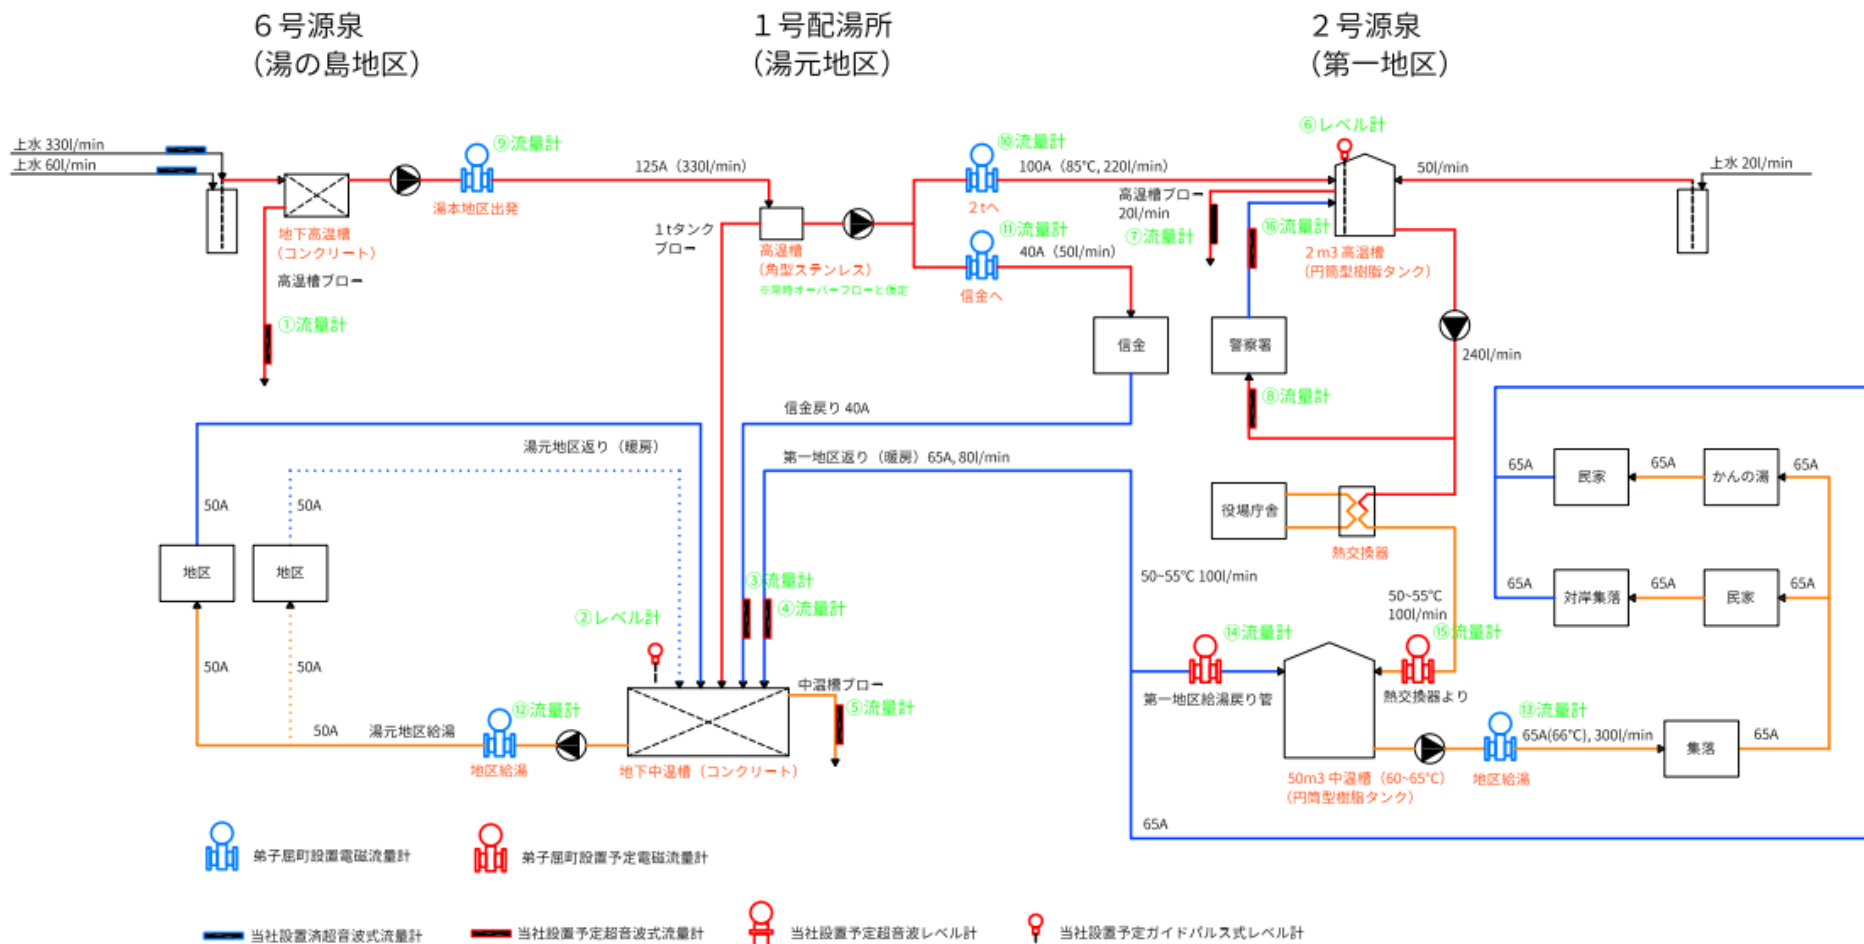 6号源泉
（湯の島地区）
1号配湯所
（湯元地区）
2号源泉
（第一地区）
上水 330l/min
上水 60l/min
地下高温槽
（コンクリート）
高温槽ブロー
①流量計
⑨流量計
湯本地区出発
125A（330l/min）
1tタンク
ブロー
高温槽
（角型ステンレス）
※常時オーバーフローと仮定
⑩流量計
100A（85℃, 220l/min）
2tへ
⑪流量計
40A（50l/min）
信金へ
信金
高温槽ブロー
20l/min
⑦流量計
⑥レベル計
50l/min
上水 20l/min
⑯流量計
2m3 高温槽
（円筒型樹脂タンク）
警察署
240l/min
⑧流量計
信金戻り 40A
湯元地区返り（暖房）
第一地区返り（暖房）65A, 80l/min
50A
50A
地区
地区
50A
50A
50A
湯元地区給湯
⑫流量計
地区給湯
②レベル計
③流量計
④流量計
中温槽ブロー
⑤流量計
地下中温槽（コンクリート）
役場庁舎
熱交換器
50~55℃ 100l/min
50~55℃
100l/min
⑭流量計
第一地区給湯戻り管
⑮流量計
熱交換器より
50m3 中温槽（60~65℃）
（円筒型樹脂タンク）
⑬流量計
65A(66℃), 300l/min
地区給湯
集落
65A
65A
民家
65A
かんの湯
65A
65A
対岸集落
65A
民家
65A
65A
弟子屈町設置電磁流量計
弟子屈町設置予定電磁流量計
当社設置済超音波式流量計
当社設置予定超音波式流量計
当社設置予定超音波レベル計
当社設置予定ガイドパルス式レベル計